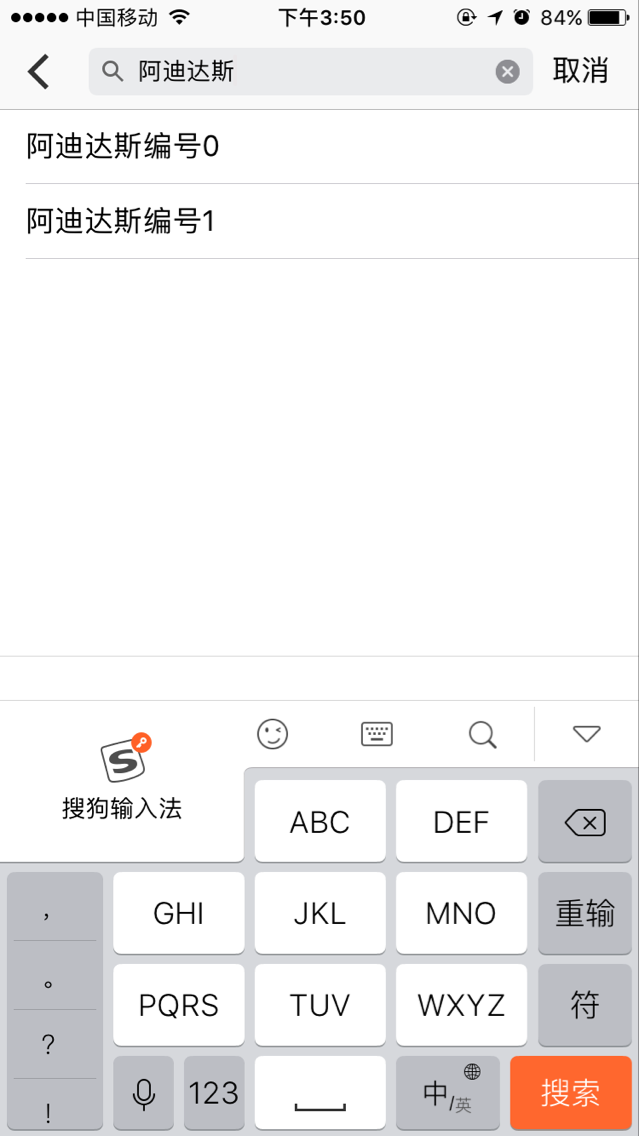 中国移动 下午3:50 84%
阿迪达斯 取消
阿迪达斯编号0
阿迪达斯编号1
S
搜狗输入法
ABC DEF
， GHI JKL MNO 重输
。 PQRS TUV WXYZ 符
?
! 123 中/英 搜索